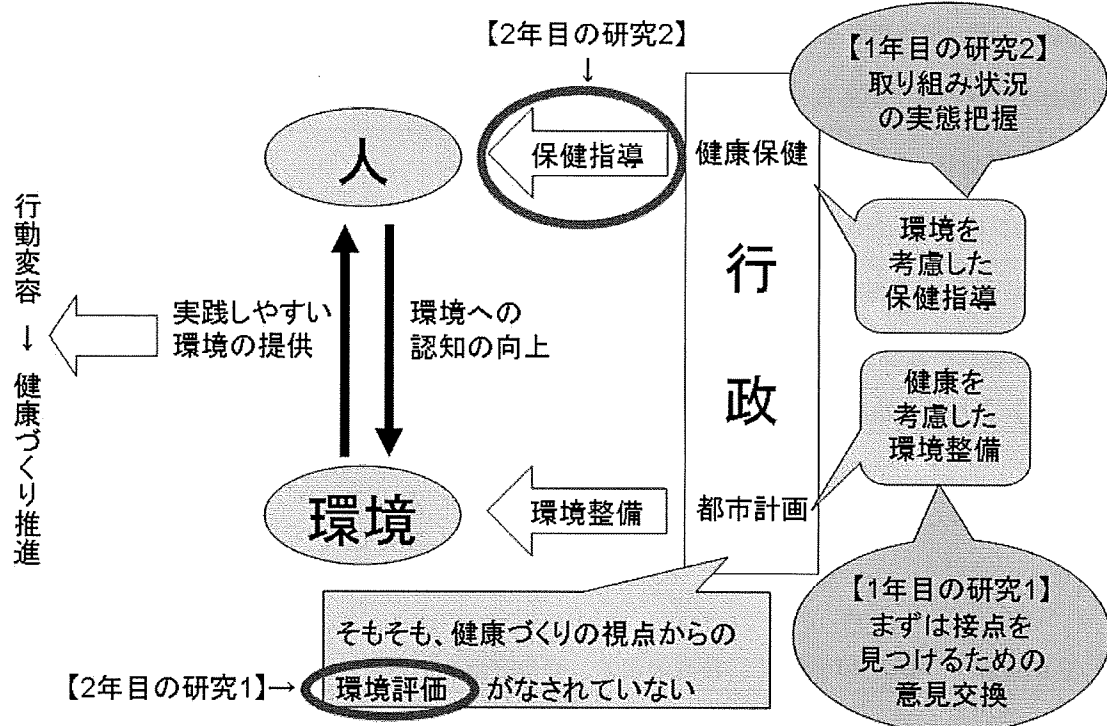 【2年目の研究2】
↓
【1年目の研究2】
取り組み状況
の実態把握
人
保健指導
健康保健
環境を
考慮した
保健指導
行政
行動変容
↓
健康づくり推進
実践しやすい
環境の提供
環境への
認知の向上
健康を
考慮した
環境整備
環境
環境整備
都市計画
【1年目の研究1】
まずは接点を
見つけるための
意見交換
そもそも、健康づくりの視点からの
【2年目の研究1】→ 環境評価 がなされていない